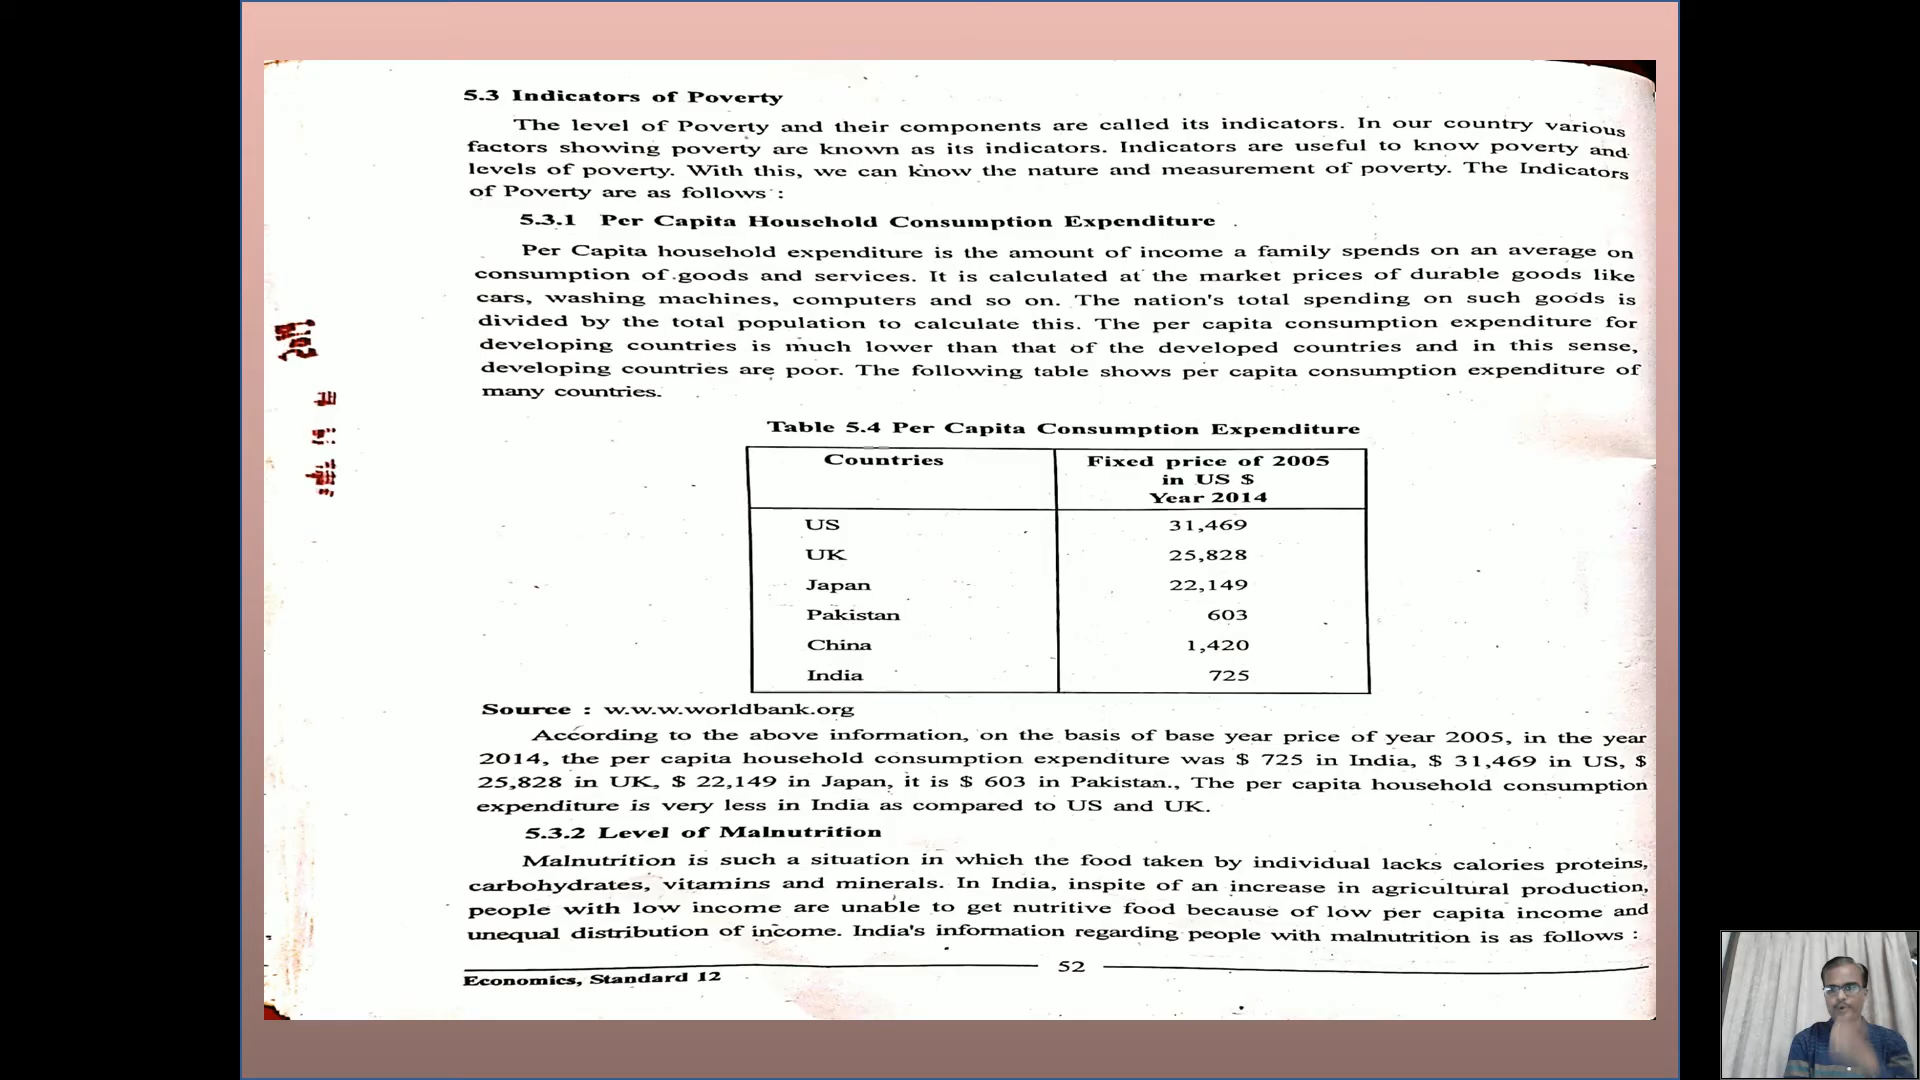 5.3 Indicators of Poverty
The level of Poverty and their components are called its indicators. In our country various
factors showing poverty are known as its indicators. Indicators are useful to know poverty and
levels of poverty. With this, we can know the nature and measurement of poverty. The Indicators
of Poverty are as follows :
5.3.1 Per Capita Household Consumption Expenditure
Per Capita household expenditure is the amount of income a family spends on an average on
consumption of goods and services. It is calculated at the market prices of durable goods like
cars, washing machines, computers and so on. The nation's total spending on such goods is
divided by the total population to calculate this. The per capita consumption expenditure for
developing countries is much lower than that of the developed countries and in this sense,
developing countries are poor. The following table shows per capita consumption expenditure of
many countries.
Table 5.4 Per Capita Consumption Expenditure
Countries Fixed price of 2005
in US $
Year 2014
US 31,469
UK 25,828
Japan 22,149
Pakistan 603
China 1,420
India 725
Source : w.w.w.worldbank.org
According to the above information, on the basis of base year price of year 2005, in the year
2014, the per capita household consumption expenditure was $ 725 in India, $ 31,469 in US, $
25,828 in UK, $ 22,149 in Japan, it is $ 603 in Pakistan., The per capita household consumption
expenditure is very less in India as compared to US and UK.
5.3.2 Level of Malnutrition
Malnutrition is such a situation in which the food taken by individual lacks calories proteins,
carbohydrates, vitamins and minerals. In India, inspite of an increase in agricultural production,
people with low income are unable to get nutritive food because of low per capita income and
unequal distribution of income. India's information regarding people with malnutrition is as follows :
52
Economics, Standard 12